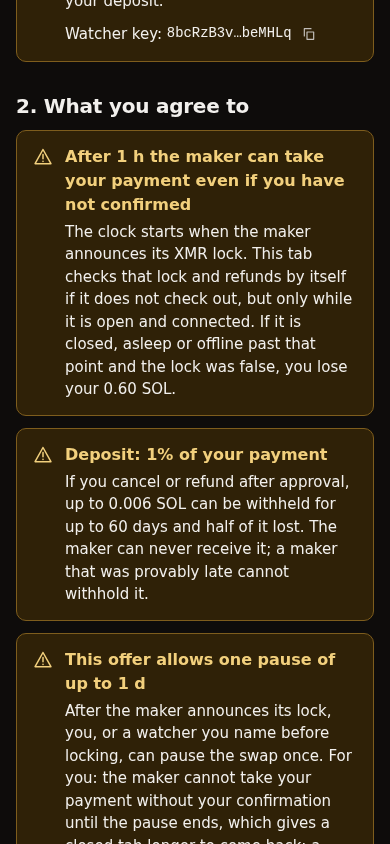 your deposit.
Watcher key: 8bcRzB3v…beMHLq
2. What you agree to
After 1 h the maker can take
your payment even if you have
not confirmed
The clock starts when the maker
announces its XMR lock. This tab
checks that lock and refunds by itself
if it does not check out, but only while
it is open and connected. If it is
closed, asleep or offline past that
point and the lock was false, you lose
your 0.60 SOL.
Deposit: 1% of your payment
If you cancel or refund after approval,
up to 0.006 SOL can be withheld for
up to 60 days and half of it lost. The
maker can never receive it; a maker
that was provably late cannot
withhold it.
This offer allows one pause of
up to 1 d
After the maker announces its lock,
you, or a watcher you name before
locking, can pause the swap once. For
you: the maker cannot take your
payment without your confirmation
until the pause ends, which gives a
closed tab longer to come back; a